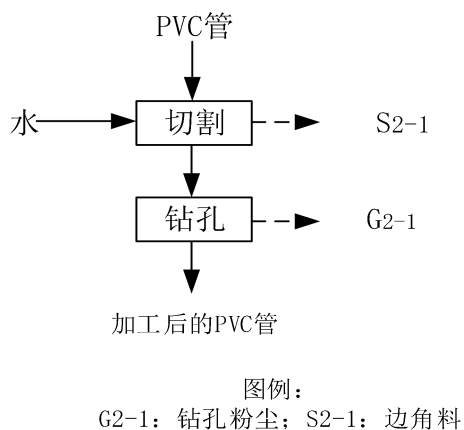 PVC管
水
切割
S2-1
钻孔
G2-1
加工后的PVC管
图例：
G2-1：钻孔粉尘；S2-1：边角料